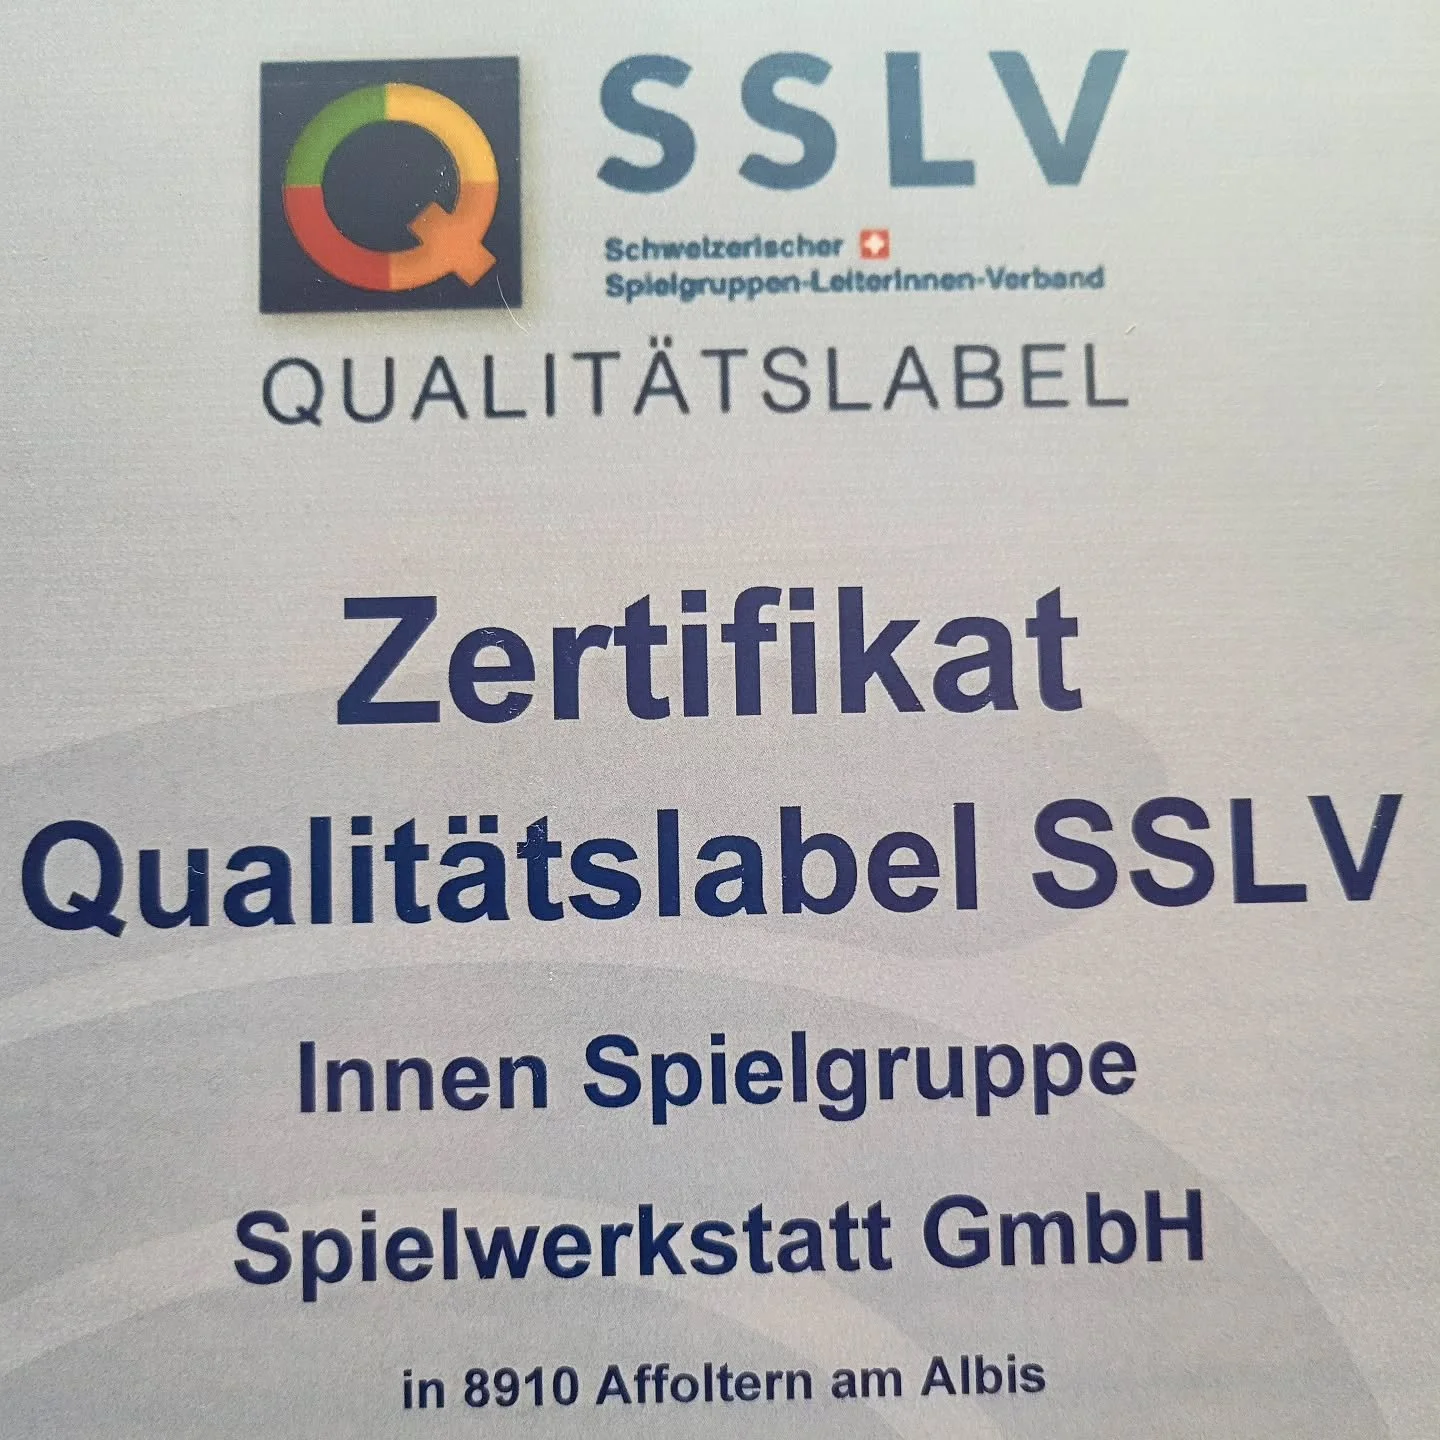 SSLV
Schweizerischer
Spielgruppen-LeiterInnen-Verband
QUALITÄTSLABEL
Zertifikat
Qualitätslabel SSLV
Innen Spielgruppe
Spielwerkstatt GmbH
in 8910 Affoltern am Albis